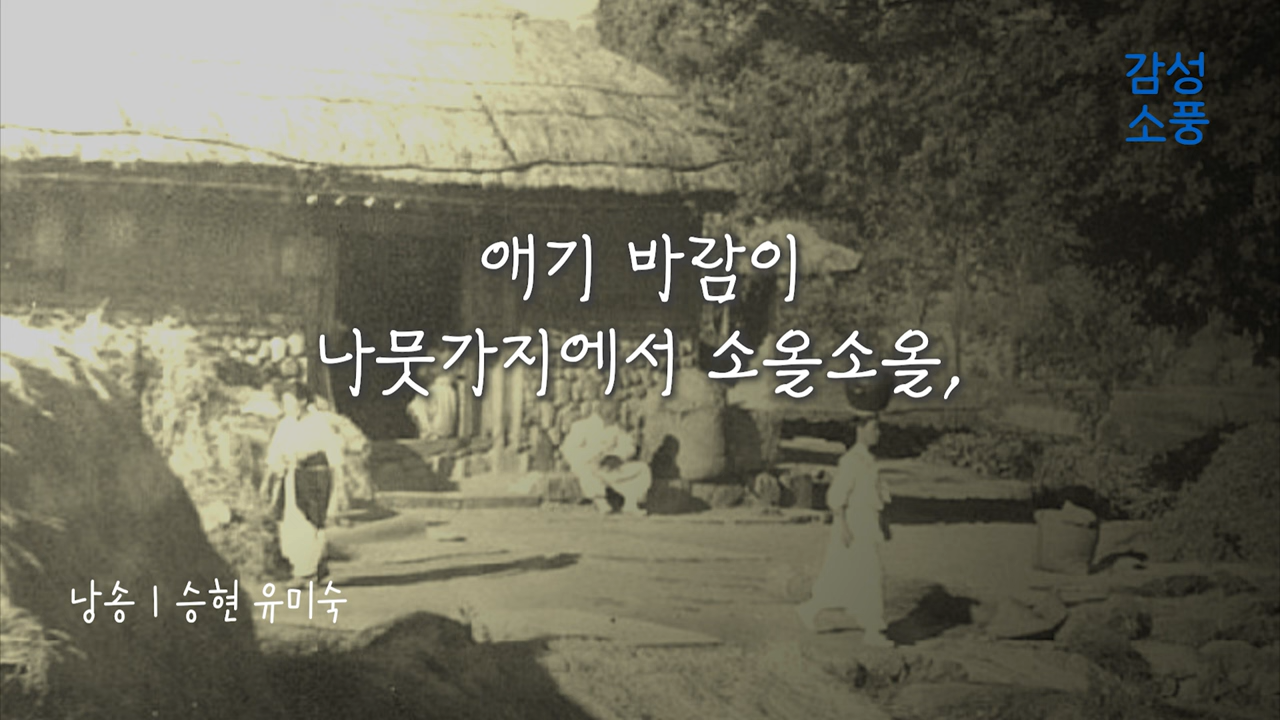 감성
소풍
애기 바람이
나뭇가지에서 소올소올,
낭송 | 승현 유미숙